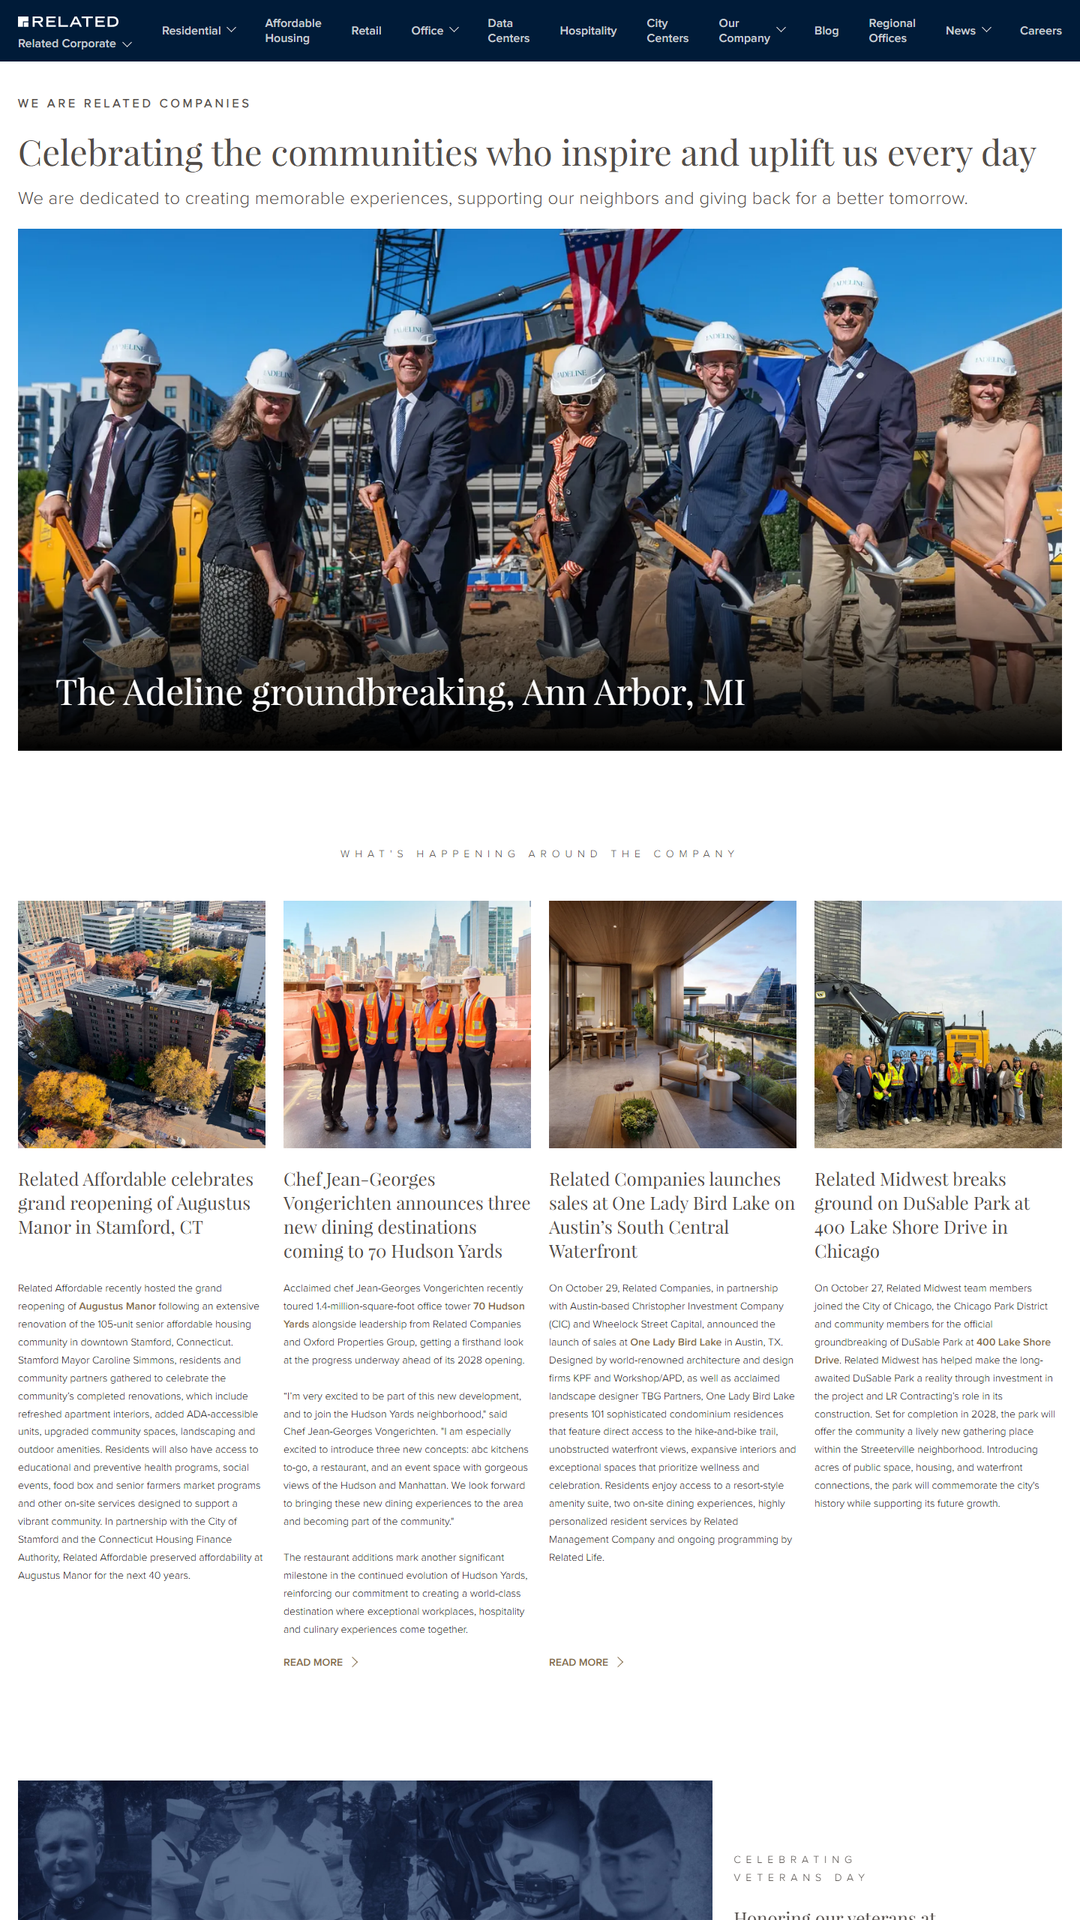 RELATED
Related Corporate
Residential
Affordable
Housing
Retail
Office
Data
Centers
Hospitality
City
Centers
Our
Company
Blog
Regional
Offices
News
Careers
WE ARE RELATED COMPANIES
Celebrating the communities who inspire and uplift us every day
We are dedicated to creating memorable experiences, supporting our neighbors and giving back for a better tomorrow.
The Adeline groundbreaking, Ann Arbor, MI
WHAT'S HAPPENING AROUND THE COMPANY
Related Affordable celebrates
grand reopening of Augustus
Manor in Stamford, CT
Related Affordable recently hosted the grand
reopening of Augustus Manor following an extensive
renovation of the 105-unit senior affordable housing
community in downtown Stamford, Connecticut.
Stamford Mayor Caroline Simmons, residents and
community partners gathered to celebrate the
community's completed renovations, which include
refreshed apartment interiors, added ADA-accessible
units, upgraded community spaces, landscaping and
outdoor amenities. Residents will also have access to
educational and preventive health programs, social
events, food box and senior farmers market programs
and other on-site services designed to support a
vibrant community. In partnership with the City of
Stamford and the Connecticut Housing Finance
Authority, Related Affordable preserved affordability at
Augustus Manor for the next 40 years.
Chef Jean-Georges
Vongerichten announces three
new dining destinations
coming to 70 Hudson Yards
Acclaimed chef Jean-Georges Vongerichten recently
toured 1.4-million-square-foot office tower 70 Hudson
Yards alongside leadership from Related Companies
and Oxford Properties Group, getting a firsthand look
at the progress underway ahead of its 2028 opening.
"I'm very excited to be part of this new development,
and to join the Hudson Yards neighborhood," said
Chef Jean-Georges Vongerichten. "I am especially
excited to introduce three new concepts: abc kitchens
to-go, a restaurant, and an event space with gorgeous
views of the Hudson and Manhattan. We look forward
to bringing these new dining experiences to the area
and becoming part of the community."
The restaurant additions mark another significant
milestone in the continued evolution of Hudson Yards,
reinforcing our commitment to creating a world-class
destination where exceptional workplaces, hospitality
and culinary experiences come together.
READ MORE
Related Companies launches
sales at One Lady Bird Lake on
Austin's South Central
Waterfront
On October 29, Related Companies, in partnership
with Austin-based Christopher Investment Company
(CIC) and Wheelock Street Capital, announced the
launch of sales at One Lady Bird Lake in Austin, TX.
Designed by world-renowned architecture and design
firms KPF and Workshop/APD, as well as acclaimed
landscape designer TBG Partners, One Lady Bird Lake
presents 101 sophisticated condominium residences
that feature direct access to the hike-and-bike trail,
unobstructed waterfront views, expansive interiors and
exceptional spaces that prioritize wellness and
celebration. Residents enjoy access to a resort-style
amenity suite, two on-site dining experiences, highly
personalized resident services by Related
Management Company and ongoing programming by
Related Life.
READ MORE
Related Midwest breaks
ground on DuSable Park at
400 Lake Shore Drive in
Chicago
On October 27, Related Midwest team members
joined the City of Chicago, the Chicago Park District
and community members for the official
groundbreaking of DuSable Park at 400 Lake Shore
Drive. Related Midwest has helped make the long-
awaited DuSable Park a reality through investment in
the project and LR Contracting's role in its
construction. Set for completion in 2028, the park will
offer the community a lively new gathering place
within the Streeterville neighborhood. Introducing
acres of public space, housing, and waterfront
connections, the park will commemorate the city's
history while supporting its future growth.
CELEBRATING
VETERANS DAY
Honoring our veterans at